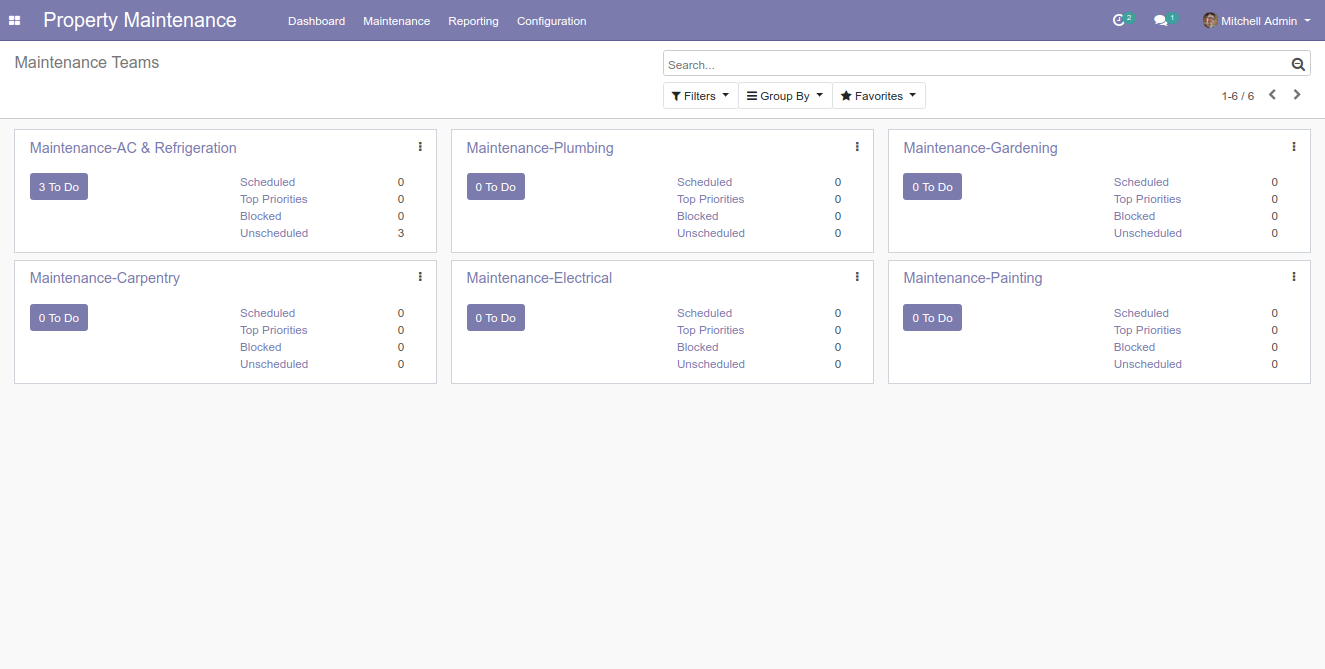 Property Maintenance Dashboard Maintenance Reporting Configuration 2 1 Mitchell Admin
Maintenance Teams
Search...
Filters Group By Favorites 1-6 / 6
Maintenance-AC & Refrigeration
3 To Do
Scheduled 0
Top Priorities 0
Blocked 0
Unscheduled 3
Maintenance-Plumbing
0 To Do
Scheduled 0
Top Priorities 0
Blocked 0
Unscheduled 0
Maintenance-Gardening
0 To Do
Scheduled 0
Top Priorities 0
Blocked 0
Unscheduled 0
Maintenance-Carpentry
0 To Do
Scheduled 0
Top Priorities 0
Blocked 0
Unscheduled 0
Maintenance-Electrical
0 To Do
Scheduled 0
Top Priorities 0
Blocked 0
Unscheduled 0
Maintenance-Painting
0 To Do
Scheduled 0
Top Priorities 0
Blocked 0
Unscheduled 0